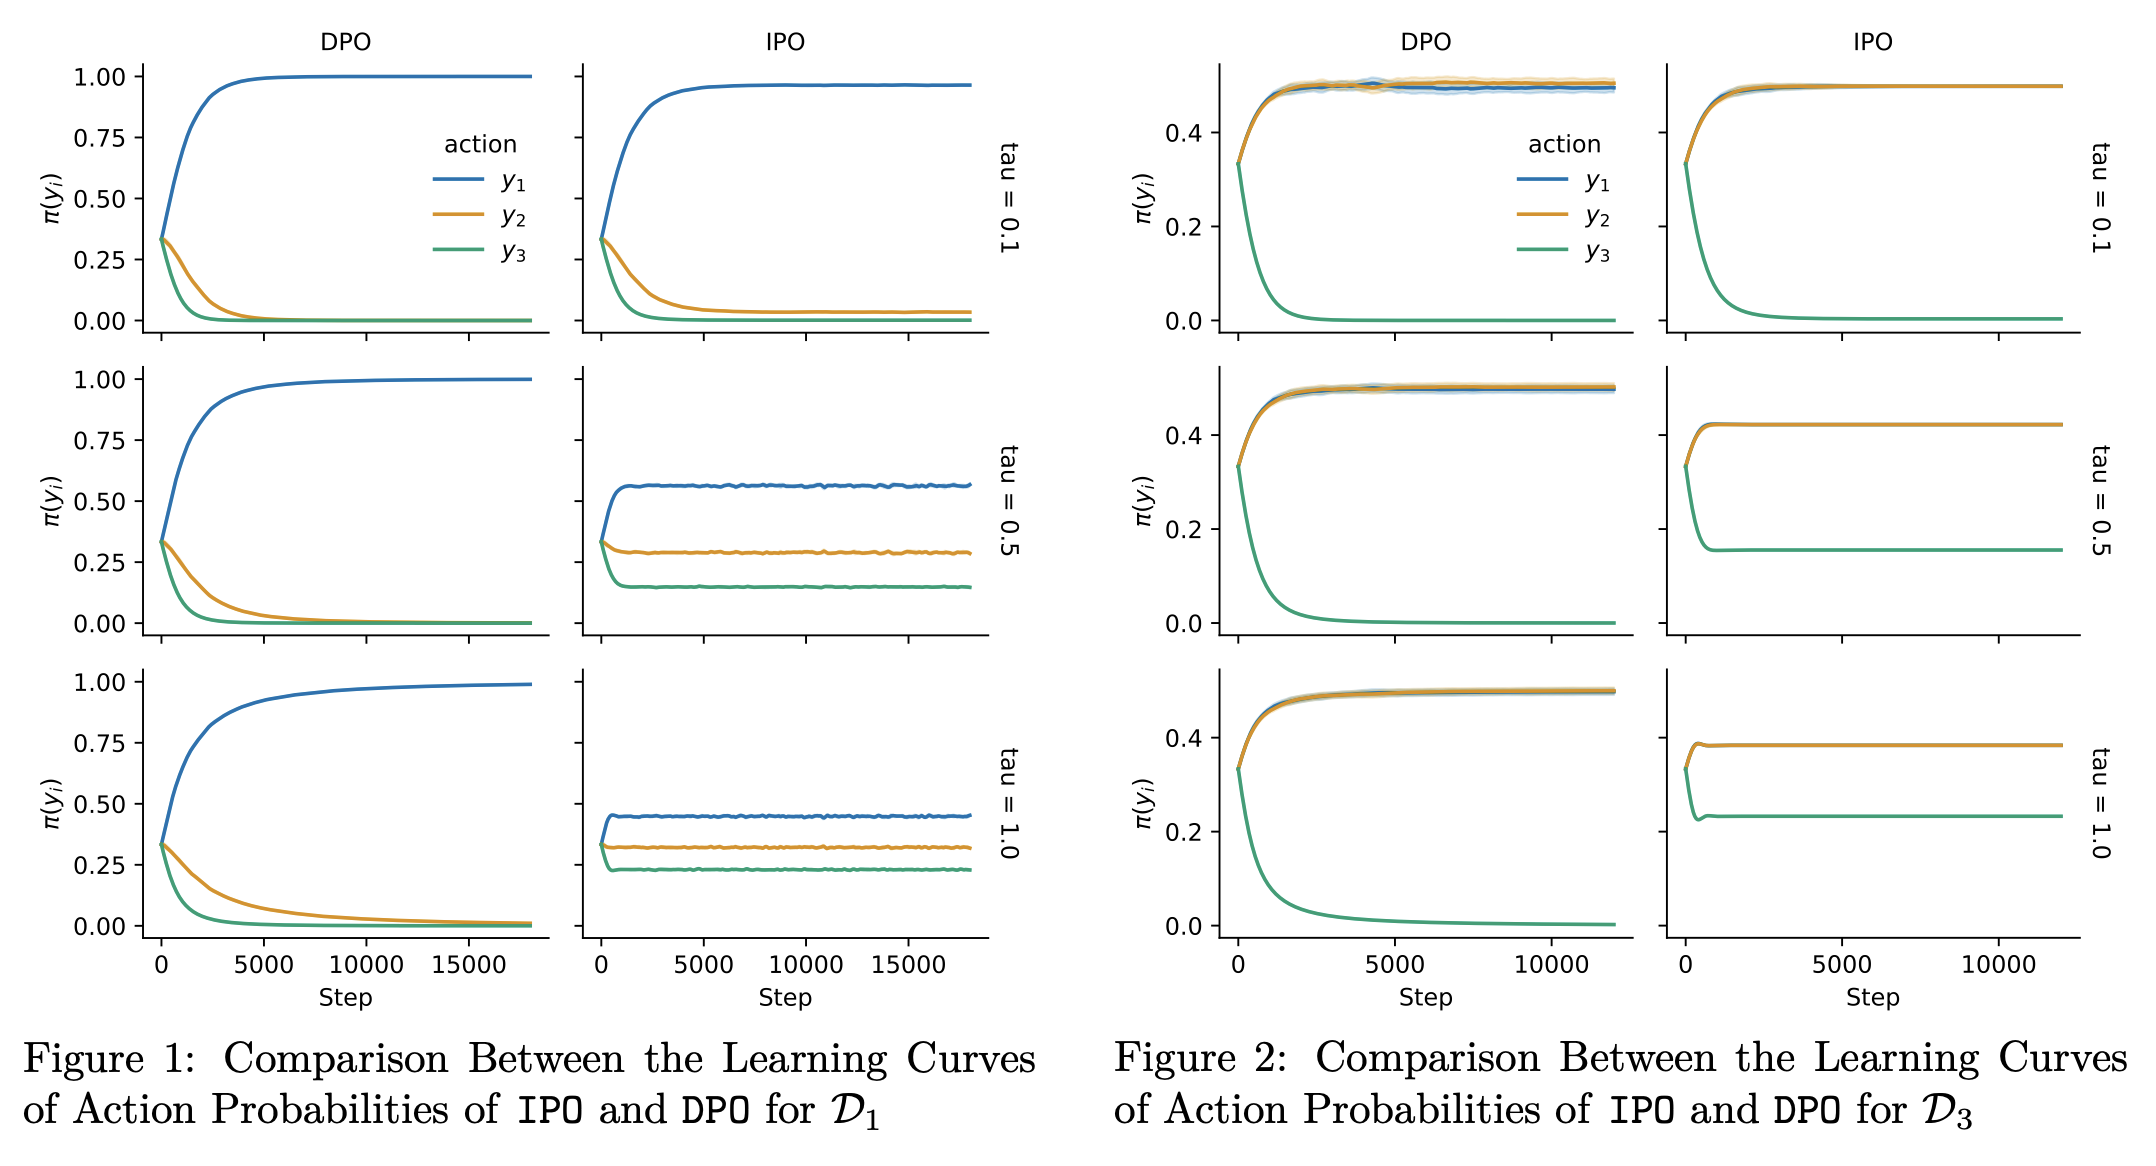 DPO
IPO
1.00
0.75
0.50
0.25
0.00
π(yᵢ)
action
y₁
y₂
y₃
tau = 0.1
1.00
0.75
0.50
0.25
0.00
π(yᵢ)
tau = 0.5
1.00
0.75
0.50
0.25
0.00
π(yᵢ)
tau = 1.0
0 5000 10000 15000
Step
0 5000 10000 15000
Step
Figure 1: Comparison Between the Learning Curves
of Action Probabilities of IPO and DPO for 𝒟₁
DPO
IPO
0.4
0.2
0.0
π(yᵢ)
action
y₁
y₂
y₃
tau = 0.1
0.4
0.2
0.0
π(yᵢ)
tau = 0.5
0.4
0.2
0.0
π(yᵢ)
tau = 1.0
0 5000 10000
Step
0 5000 10000
Step
Figure 2: Comparison Between the Learning Curves
of Action Probabilities of IPO and DPO for 𝒟₃